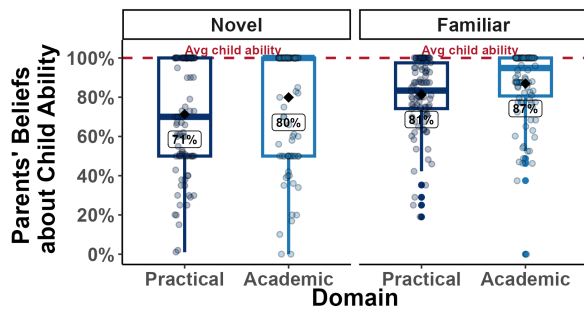 Novel
Familiar
Avg child ability
Avg child ability
Parents' Beliefs
about Child Ability
100%
80%
60%
40%
20%
0%
71%
80%
81%
87%
Practical
Academic
Practical
Academic
Domain